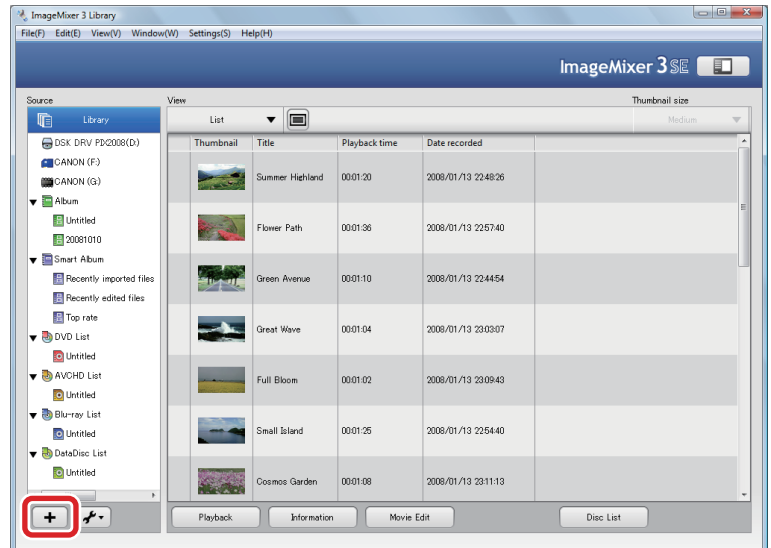 ImageMixer 3 Library
File(F) Edit(E) View(V) Window(W) Settings(S) Help(H)
ImageMixer 3 SE
Source
View
Thumbnail size
Library
List
Medium
DSK DRV PIX2008(D:)
CANON (F:)
CANON (G:)
Album
Untitled
20081010
Smart Album
Recently imported files
Recently edited files
Top rate
DVD List
Untitled
AVCHD List
Untitled
Blu-ray List
Untitled
DataDisc List
Untitled
Thumbnail Title Playback time Date recorded
Summer Highland 00:01:20 2008/01/13 22:48:26
Flower Path 00:01:36 2008/01/13 22:57:40
Green Avenue 00:01:10 2008/01/13 22:44:54
Great Wave 00:01:04 2008/01/13 23:03:07
Full Bloom 00:01:02 2008/01/13 23:09:43
Small Island 00:01:25 2008/01/13 22:54:40
Cosmos Garden 00:01:08 2008/01/13 23:11:13
Playback Information Movie Edit Disc List